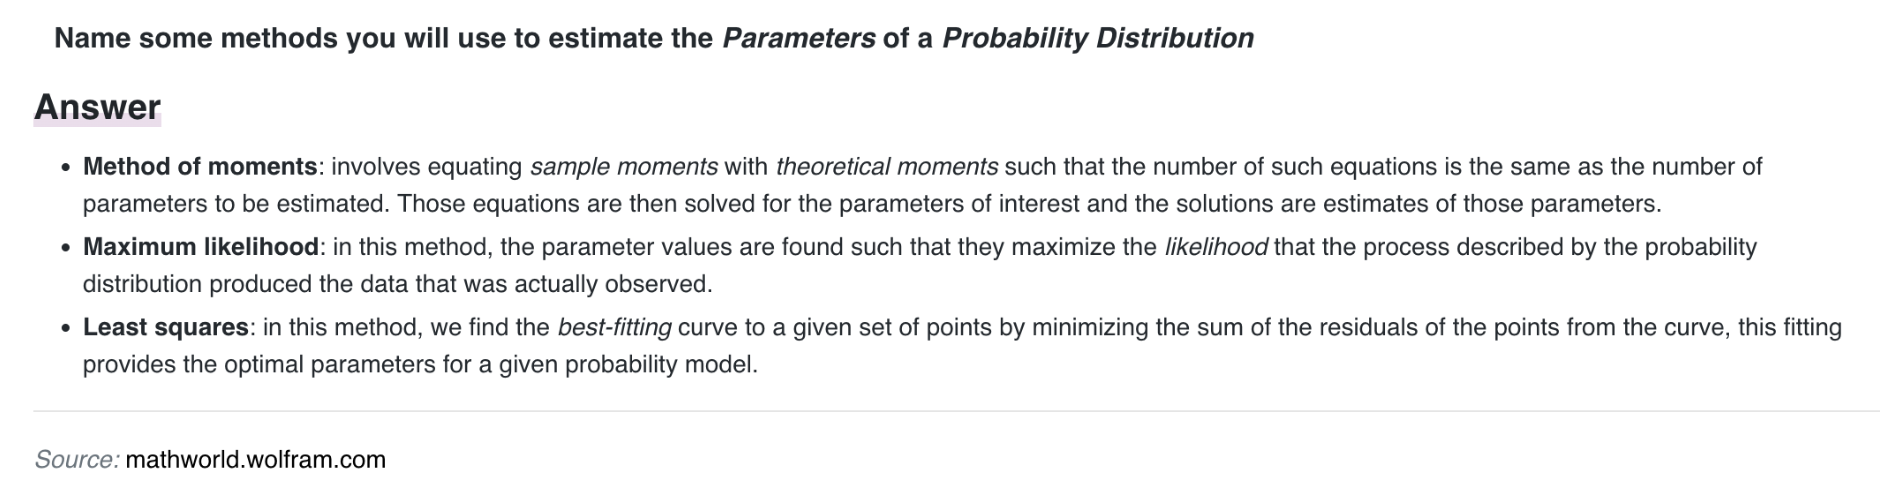 Name some methods you will use to estimate the Parameters of a Probability Distribution
Answer
• Method of moments: involves equating sample moments with theoretical moments such that the number of such equations is the same as the number of
parameters to be estimated. Those equations are then solved for the parameters of interest and the solutions are estimates of those parameters.
• Maximum likelihood: in this method, the parameter values are found such that they maximize the likelihood that the process described by the probability
distribution produced the data that was actually observed.
• Least squares: in this method, we find the best-fitting curve to a given set of points by minimizing the sum of the residuals of the points from the curve, this fitting
provides the optimal parameters for a given probability model.
Source: mathworld.wolfram.com